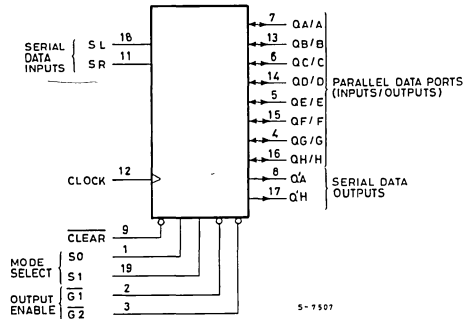 SERIAL DATA INPUTS
SL 18
SR 11
CLOCK 12
CLEAR 9
MODE SELECT
S0 1
S1 19
OUTPUT ENABLE
G1 2
G2 3
7 QA/A
13 QB/B
6 QC/C
14 QD/D
5 QE/E
15 QF/F
4 QG/G
16 QH/H
PARALLEL DATA PORTS
(INPUTS/OUTPUTS)
8 Q'A
17 Q'H
SERIAL DATA
OUTPUTS
5-7507